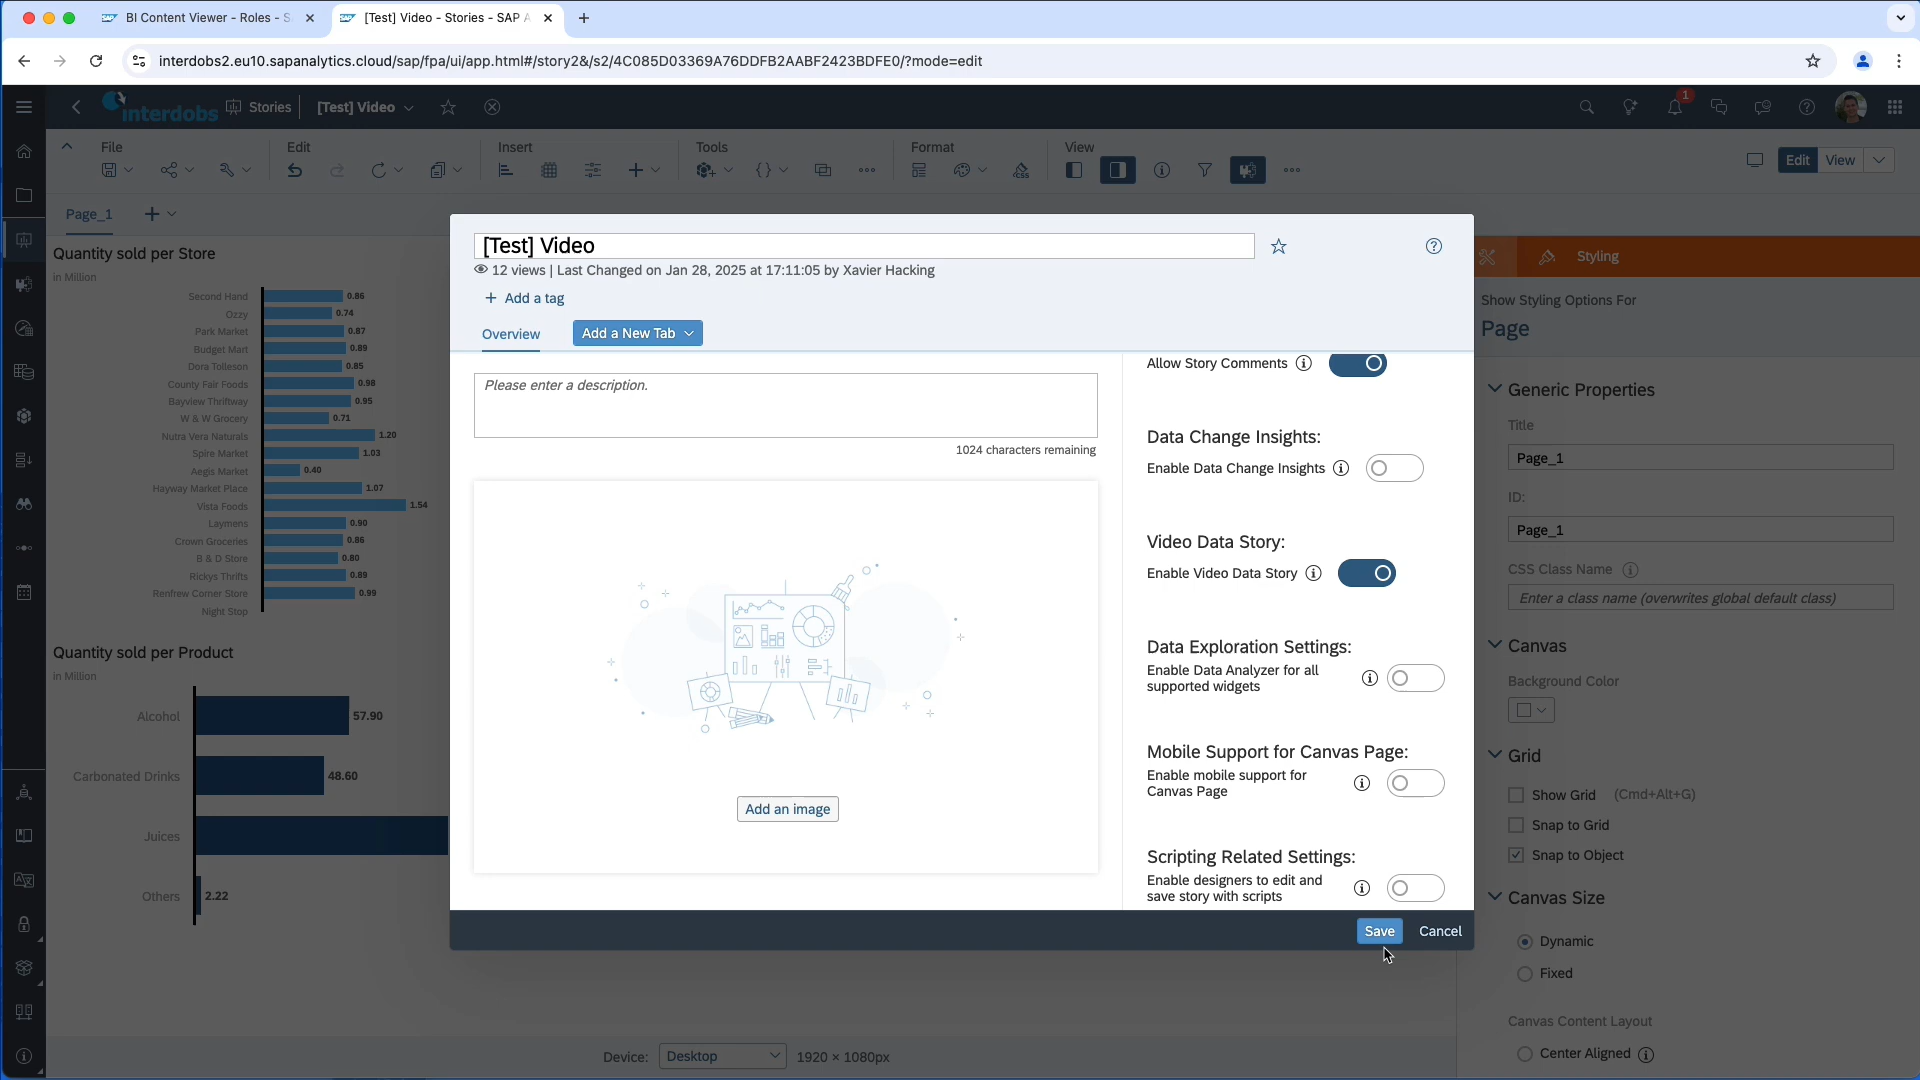 BI Content Viewer - Roles - S
[Test] Video - Stories - SAP A
interdobs2.eu10.sapanalytics.cloud/sap/fpa/ui/app.html#/story2&/s2/4C085D03369A76DDFB2AABF2423BDFE0/?mode=edit
interdobs
Stories
[Test] Video
1
File
Edit
Insert
Tools
Format
View
Edit
View
Page_1
Quantity sold per Store
in Million
Second Hand 0.86
Ozzy 0.74
Park Market 0.87
Budget Mart 0.89
Dora Tolleson 0.85
County Fair Foods 0.98
Bayview Thriftway 0.95
W & W Grocery 0.71
Nutra Vera Naturals 1.20
Spire Market 1.03
Aegis Market 0.40
Hayway Market Place 1.07
Vista Foods 1.54
Laymens 0.90
Crown Groceries 0.86
B & D Store 0.80
Rickys Thrifts 0.89
Renfrew Corner Store 0.99
Night Stop
Quantity sold per Product
in Million
Alcohol 57.90
Carbonated Drinks 48.60
Juices
Others 2.22
[Test] Video
12 views | Last Changed on Jan 28, 2025 at 17:11:05 by Xavier Hacking
+ Add a tag
Overview
Add a New Tab
Please enter a description.
1024 characters remaining
Add an image
Allow Story Comments
Data Change Insights:
Enable Data Change Insights
Video Data Story:
Enable Video Data Story
Data Exploration Settings:
Enable Data Analyzer for all
supported widgets
Mobile Support for Canvas Page:
Enable mobile support for
Canvas Page
Scripting Related Settings:
Enable designers to edit and
save story with scripts
Save
Cancel
Styling
Show Styling Options For
Page
Generic Properties
Title
Page_1
ID:
Page_1
CSS Class Name
Enter a class name (overwrites global default class)
Canvas
Background Color
Grid
Show Grid (Cmd+Alt+G)
Snap to Grid
Snap to Object
Canvas Size
Dynamic
Fixed
Canvas Content Layout
Center Aligned
Device: Desktop 1920 × 1080px